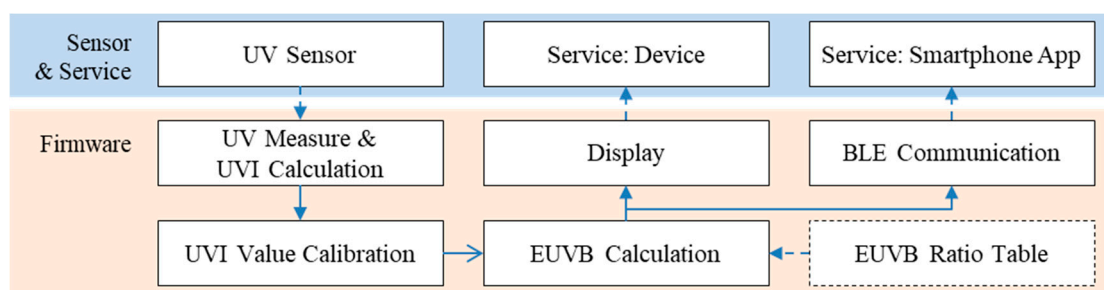 Sensor
& Service
UV Sensor
Service: Device
Service: Smartphone App
Firmware
UV Measure &
UVI Calculation
Display
BLE Communication
UVI Value Calibration
EUVB Calculation
EUVB Ratio Table